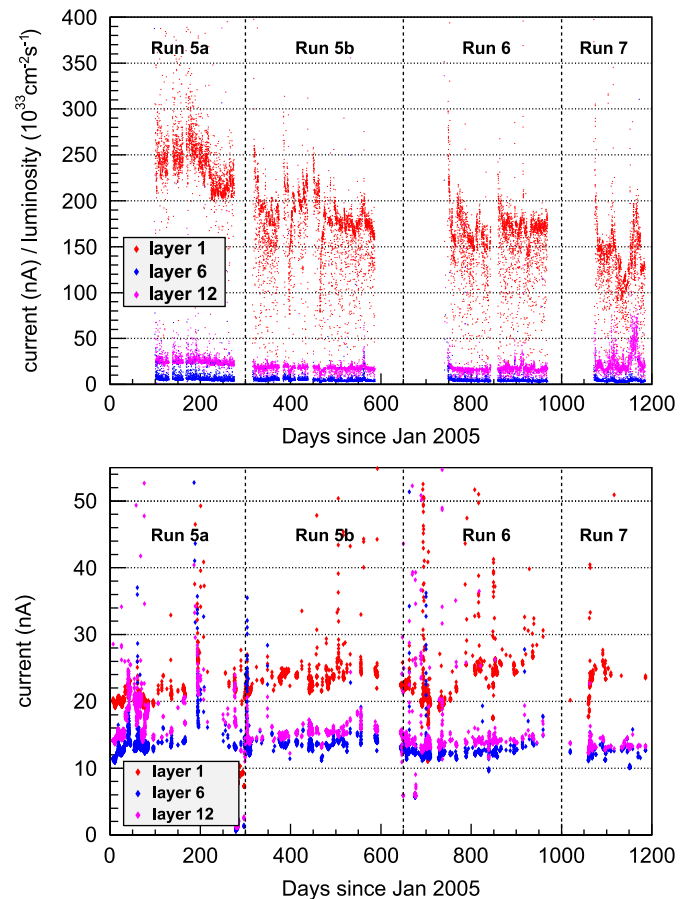 400
350
300
250
200
150
100
50
0
current (nA) / luminosity (10³³cm⁻²s⁻¹)
Run 5a
Run 5b
Run 6
Run 7
layer 1
layer 6
layer 12
0 200 400 600 800 1000 1200
Days since Jan 2005
50
40
30
20
10
0
current (nA)
Run 5a
Run 5b
Run 6
Run 7
layer 1
layer 6
layer 12
0 200 400 600 800 1000 1200
Days since Jan 2005